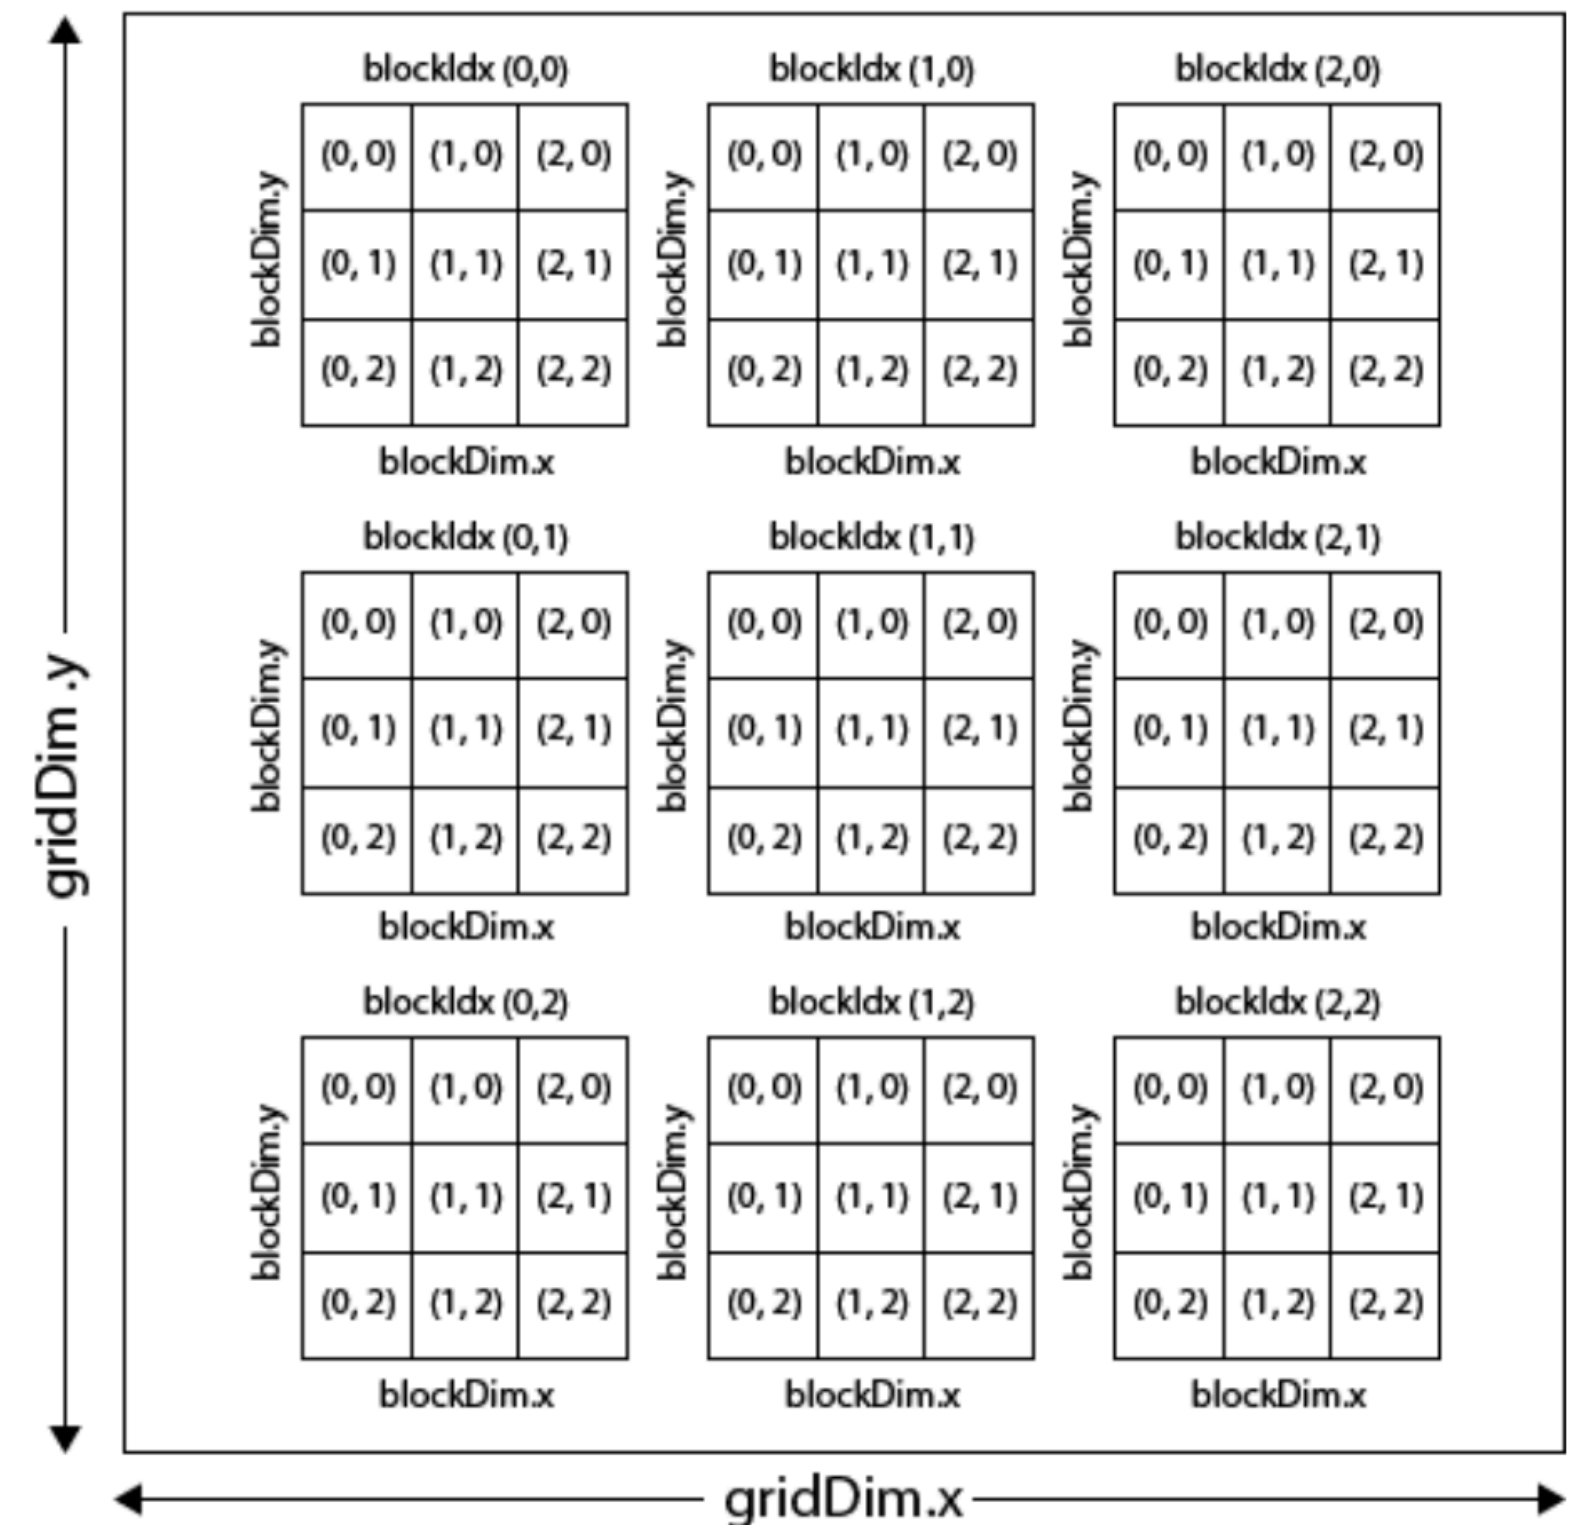 blockIdx (0,0) blockIdx (1,0) blockIdx (2,0)
(0, 0) (1, 0) (2, 0) (0, 0) (1, 0) (2, 0) (0, 0) (1, 0) (2, 0)
blockDim.y blockDim.y blockDim.y
(0, 1) (1, 1) (2, 1) (0, 1) (1, 1) (2, 1) (0, 1) (1, 1) (2, 1)
(0, 2) (1, 2) (2, 2) (0, 2) (1, 2) (2, 2) (0, 2) (1, 2) (2, 2)
blockDim.x blockDim.x blockDim.x
blockIdx (0,1) blockIdx (1,1) blockIdx (2,1)
(0, 0) (1, 0) (2, 0) (0, 0) (1, 0) (2, 0) (0, 0) (1, 0) (2, 0)
blockDim.y blockDim.y blockDim.y
(0, 1) (1, 1) (2, 1) (0, 1) (1, 1) (2, 1) (0, 1) (1, 1) (2, 1)
(0, 2) (1, 2) (2, 2) (0, 2) (1, 2) (2, 2) (0, 2) (1, 2) (2, 2)
blockDim.x blockDim.x blockDim.x
gridDim .y
blockIdx (0,2) blockIdx (1,2) blockIdx (2,2)
(0, 0) (1, 0) (2, 0) (0, 0) (1, 0) (2, 0) (0, 0) (1, 0) (2, 0)
blockDim.y blockDim.y blockDim.y
(0, 1) (1, 1) (2, 1) (0, 1) (1, 1) (2, 1) (0, 1) (1, 1) (2, 1)
(0, 2) (1, 2) (2, 2) (0, 2) (1, 2) (2, 2) (0, 2) (1, 2) (2, 2)
blockDim.x blockDim.x blockDim.x
gridDim.x